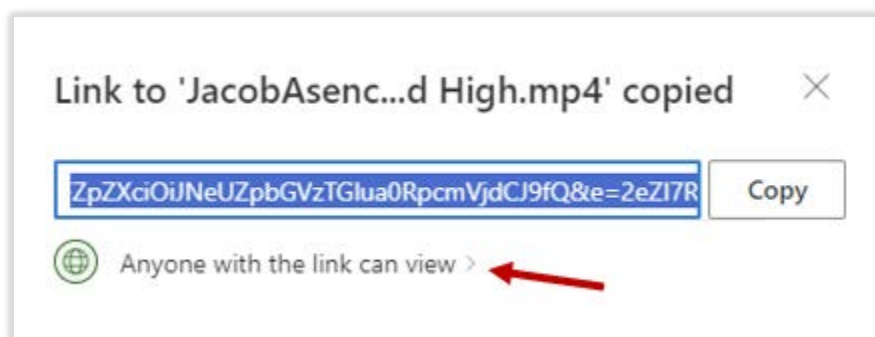 Link to 'JacobAsenc...d High.mp4' copied
ZpZXciOiJNeUZpbGVzTGlua0RpcmVjdCJ9fQ&e=2eZI7R
Copy
Anyone with the link can view >